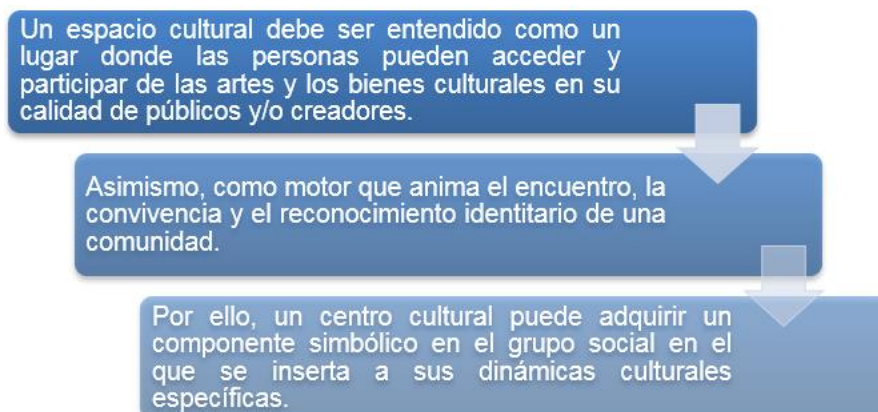 Un espacio cultural debe ser entendido como un
lugar donde las personas pueden acceder y
participar de las artes y los bienes culturales en su
calidad de públicos y/o creadores.
Asimismo, como motor que anima el encuentro, la
convivencia y el reconocimiento identitario de una
comunidad.
Por ello, un centro cultural puede adquirir un
componente simbólico en el grupo social en el
que se inserta a sus dinámicas culturales
específicas.